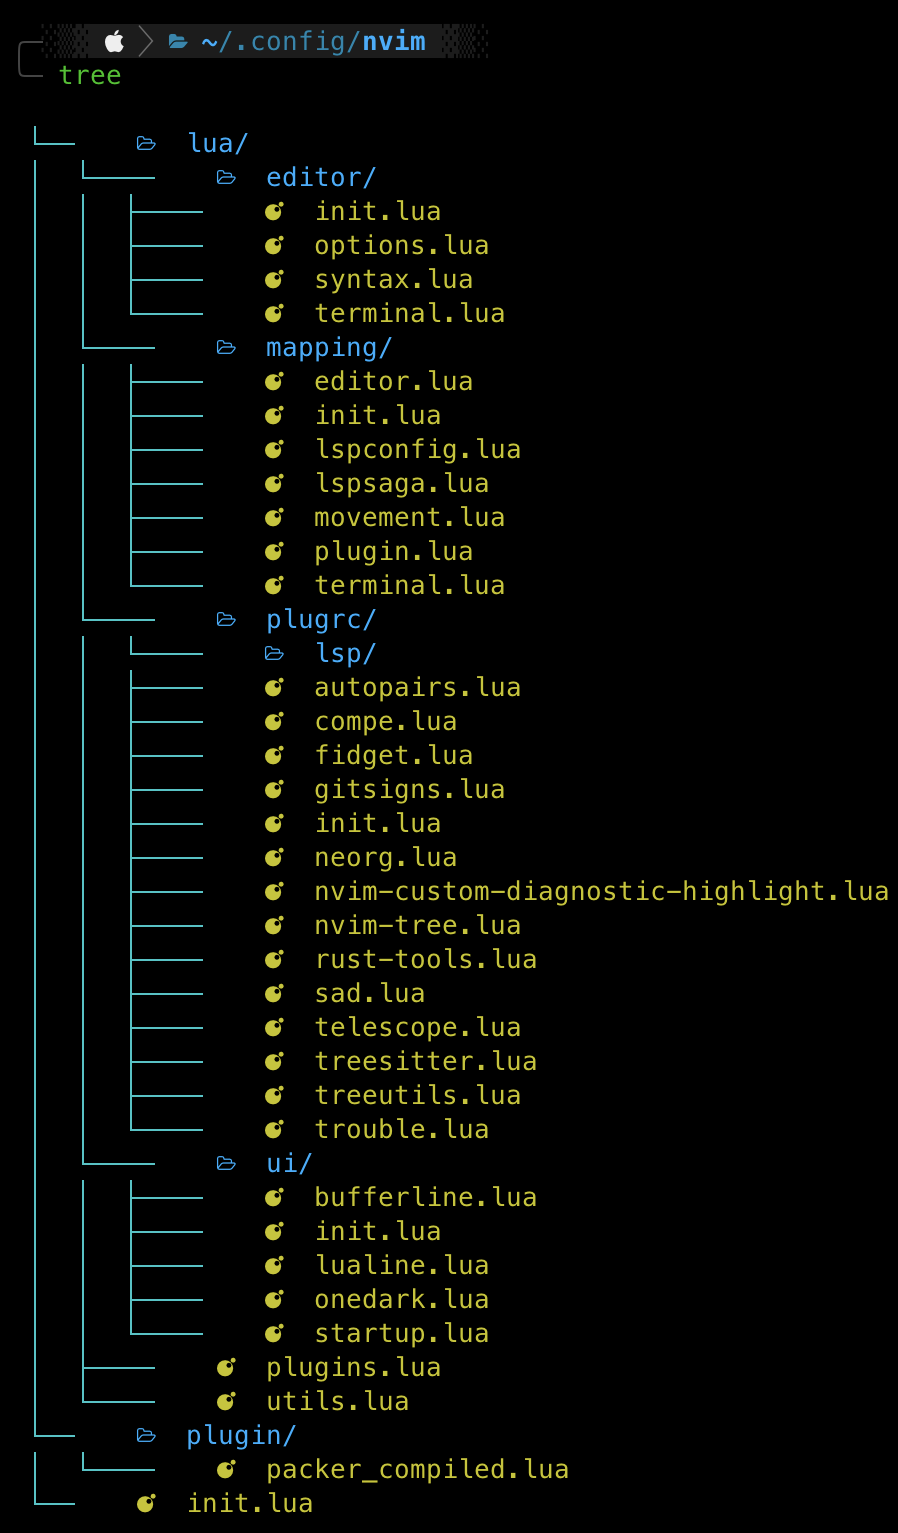 ~/.config/nvim
tree
lua/
editor/
init.lua
options.lua
syntax.lua
terminal.lua
mapping/
editor.lua
init.lua
lspconfig.lua
lspsaga.lua
movement.lua
plugin.lua
terminal.lua
plugrc/
lsp/
autopairs.lua
compe.lua
fidget.lua
gitsigns.lua
init.lua
neorg.lua
nvim-custom-diagnostic-highlight.lua
nvim-tree.lua
rust-tools.lua
sad.lua
telescope.lua
treesitter.lua
treeutils.lua
trouble.lua
ui/
bufferline.lua
init.lua
lualine.lua
onedark.lua
startup.lua
plugins.lua
utils.lua
plugin/
packer_compiled.lua
init.lua